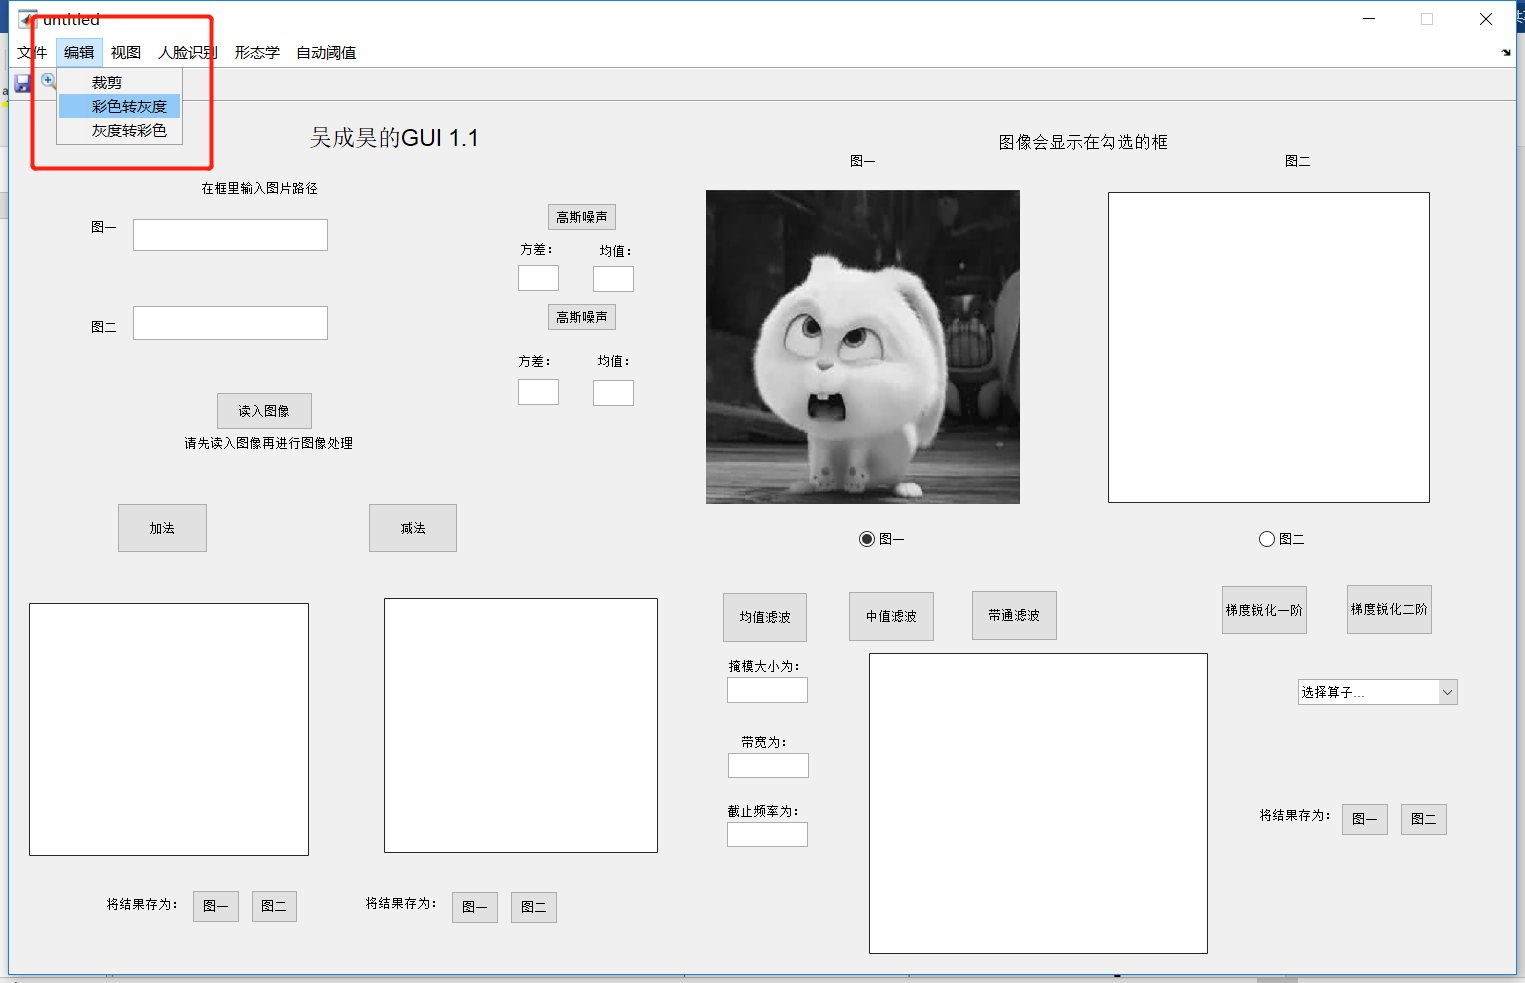 untitled
文件 编辑 视图 人脸识别 形态学 自动阈值
裁剪
彩色转灰度
灰度转彩色
吴成昊的GUI 1.1
图像会显示在勾选的框
图一
图二
在框里输入图片路径
图一
图二
高斯噪声
方差：
均值：
高斯噪声
方差：
均值：
读入图像
请先读入图像再进行图像处理
加法
减法
图一
图二
均值滤波
中值滤波
带通滤波
梯度锐化一阶
梯度锐化二阶
掩模大小为：
选择算子...
带宽为：
截止频率为：
将结果存为：
图一
图二
将结果存为：
图一
图二
将结果存为：
图一
图二